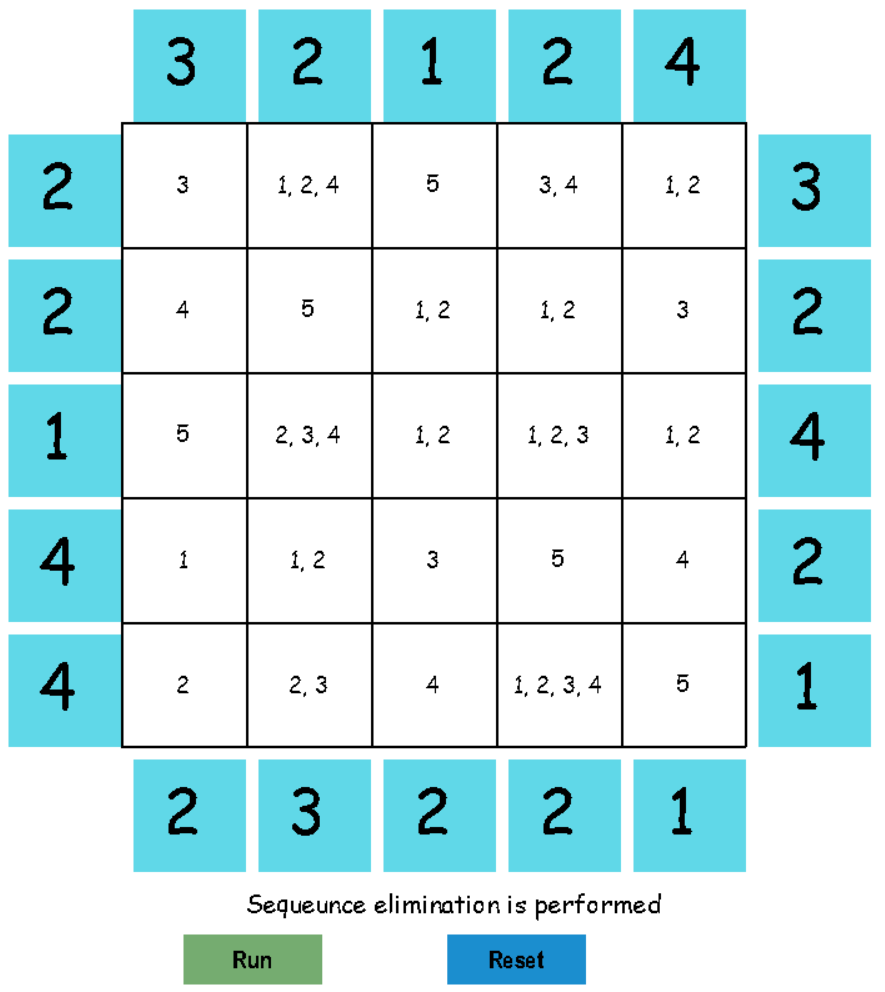 3 2 1 2 4
2 3 1, 2, 4 5 3, 4 1, 2 3
2 4 5 1, 2 1, 2 3 2
1 5 2, 3, 4 1, 2 1, 2, 3 1, 2 4
4 1 1, 2 3 5 4 2
4 2 2, 3 4 1, 2, 3, 4 5 1
2 3 2 2 1
Sequeunce elimination is performed
Run Reset